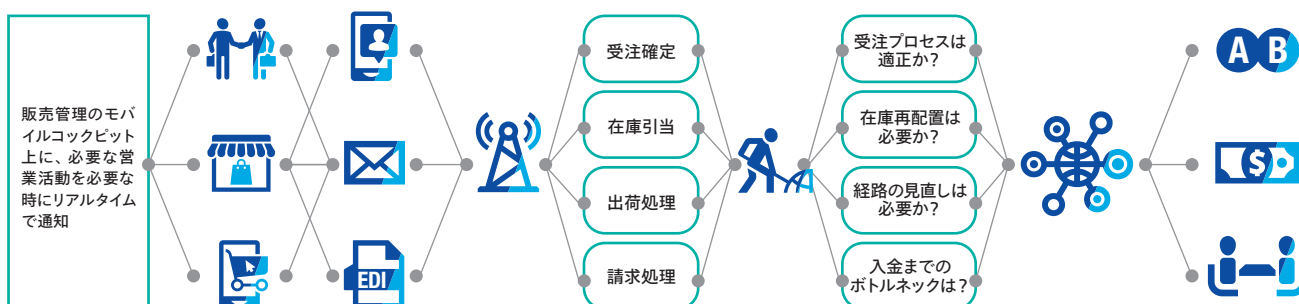 販売管理のモバ
イルコックピット
上に、必要な営
業活動を必要な
時にリアルタイム
で通知
EDI
受注確定
在庫引当
出荷処理
請求処理
受注プロセスは
適正か?
在庫再配置は
必要か?
経路の見直しは
必要か?
入金までの
ボトルネックは?
A B
$